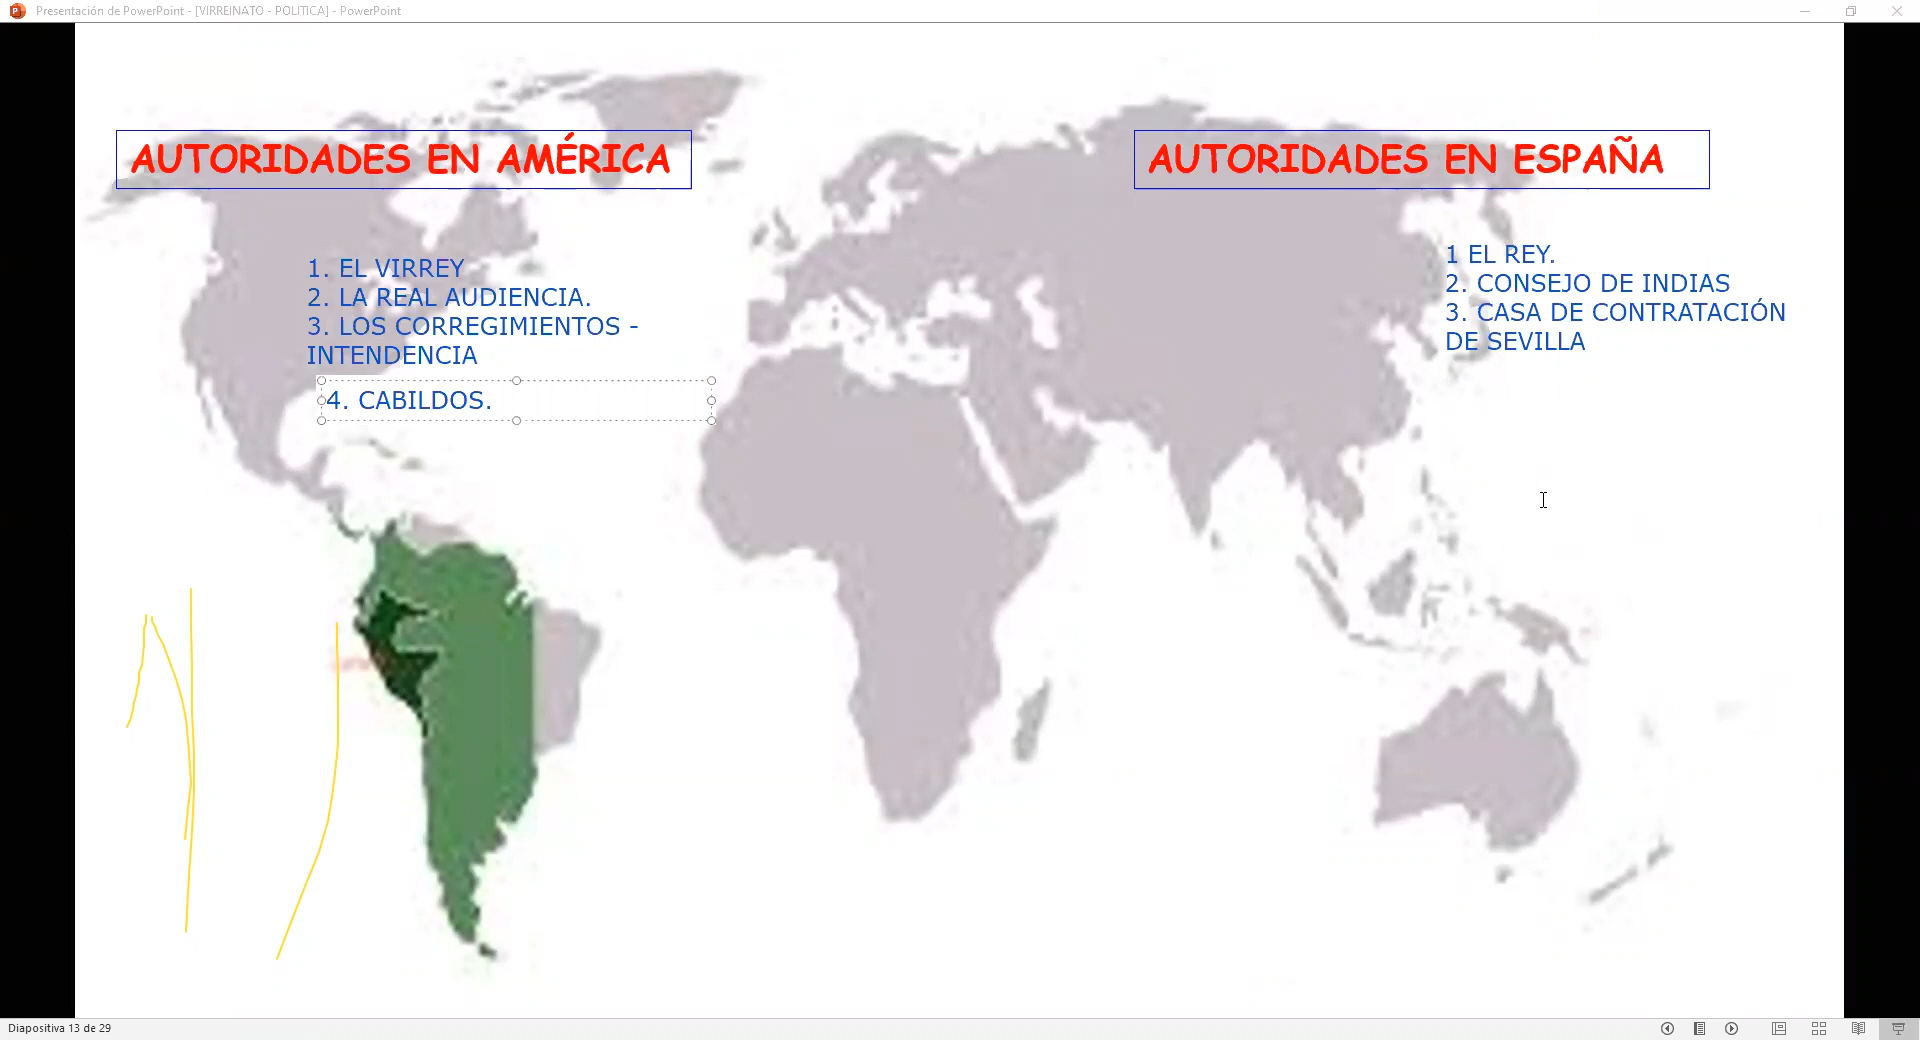 Presentación de PowerPoint - [VIRREINATO - POLITICA] - PowerPoint
AUTORIDADES EN AMÉRICA
1. EL VIRREY
2. LA REAL AUDIENCIA.
3. LOS CORREGIMIENTOS -
INTENDENCIA
4. CABILDOS.
AUTORIDADES EN ESPAÑA
1 EL REY.
2. CONSEJO DE INDIAS
3. CASA DE CONTRATACIÓN
DE SEVILLA
Diapositiva 13 de 29